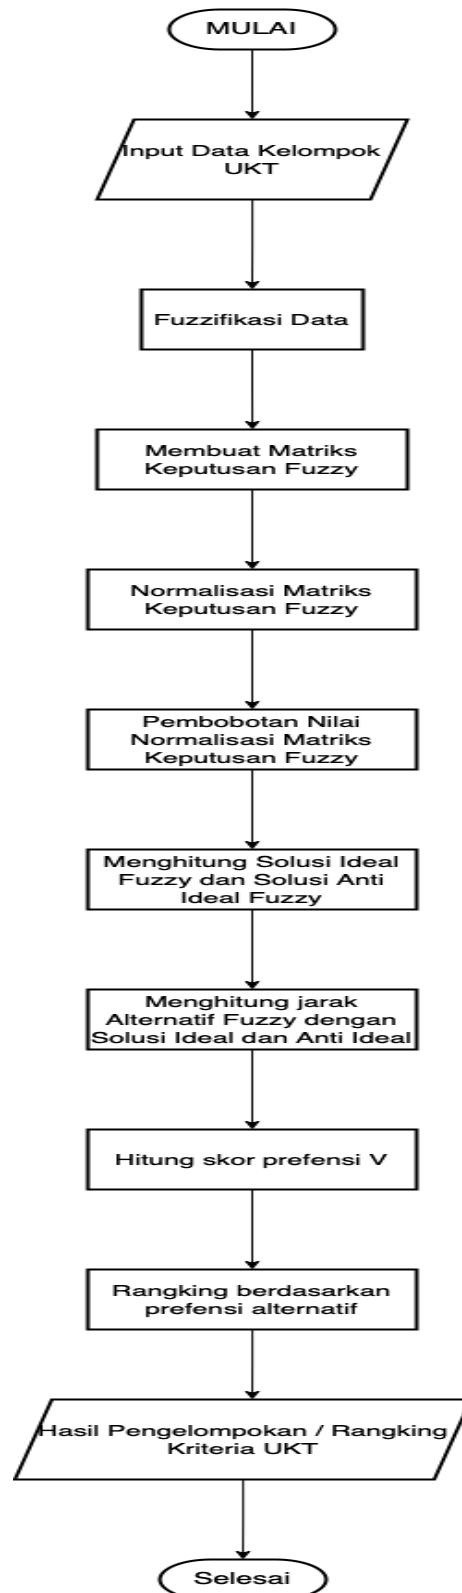 MULAI
Input Data Kelompok
UKT
Fuzzifikasi Data
Membuat Matriks
Keputusan Fuzzy
Normalisasi Matriks
Keputusan Fuzzy
Pembobotan Nilai
Normalisasi Matriks
Keputusan Fuzzy
Menghitung Solusi Ideal
Fuzzy dan Solusi Anti
Ideal Fuzzy
Menghitung jarak
Alternatif Fuzzy dengan
Solusi Ideal dan Anti Ideal
Hitung skor prefensi V
Rangking berdasarkan
prefensi alternatif
Hasil Pengelompokan / Rangking
Kriteria UKT
Selesai